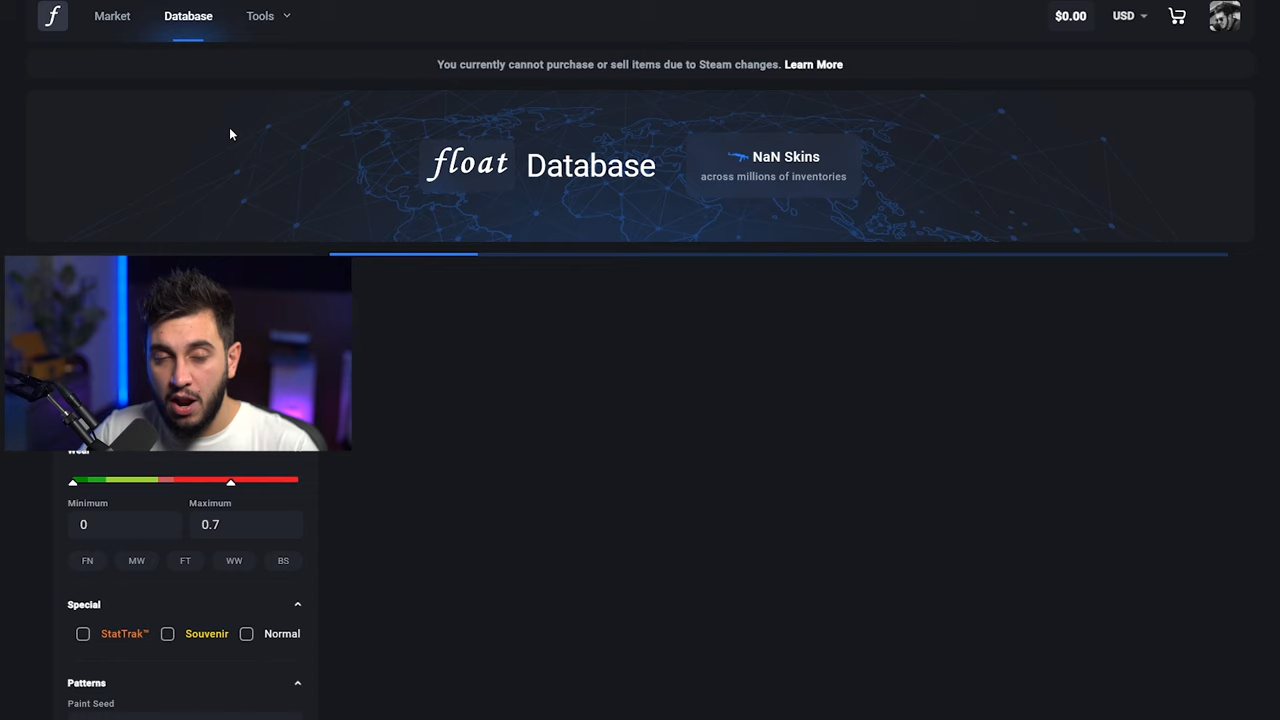 f Market Database Tools $0.00 USD
You currently cannot purchase or sell items due to Steam changes. Learn More
float Database
NaN Skins
across millions of inventories
Wear
Minimum Maximum
0 0.7
FN MW FT WW BS
Special
StatTrak™ Souvenir Normal
Patterns
Paint Seed